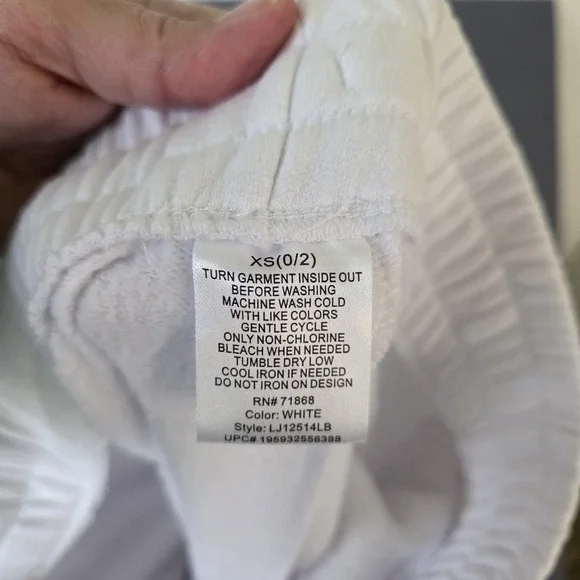 XS(0/2)
TURN GARMENT INSIDE OUT
BEFORE WASHING
MACHINE WASH COLD
WITH LIKE COLORS
GENTLE CYCLE
ONLY NON-CHLORINE
BLEACH WHEN NEEDED
TUMBLE DRY LOW
COOL IRON IF NEEDED
DO NOT IRON ON DESIGN
RN# 71868
Color: WHITE
Style: LJ12514LB
UPC# 195932556388